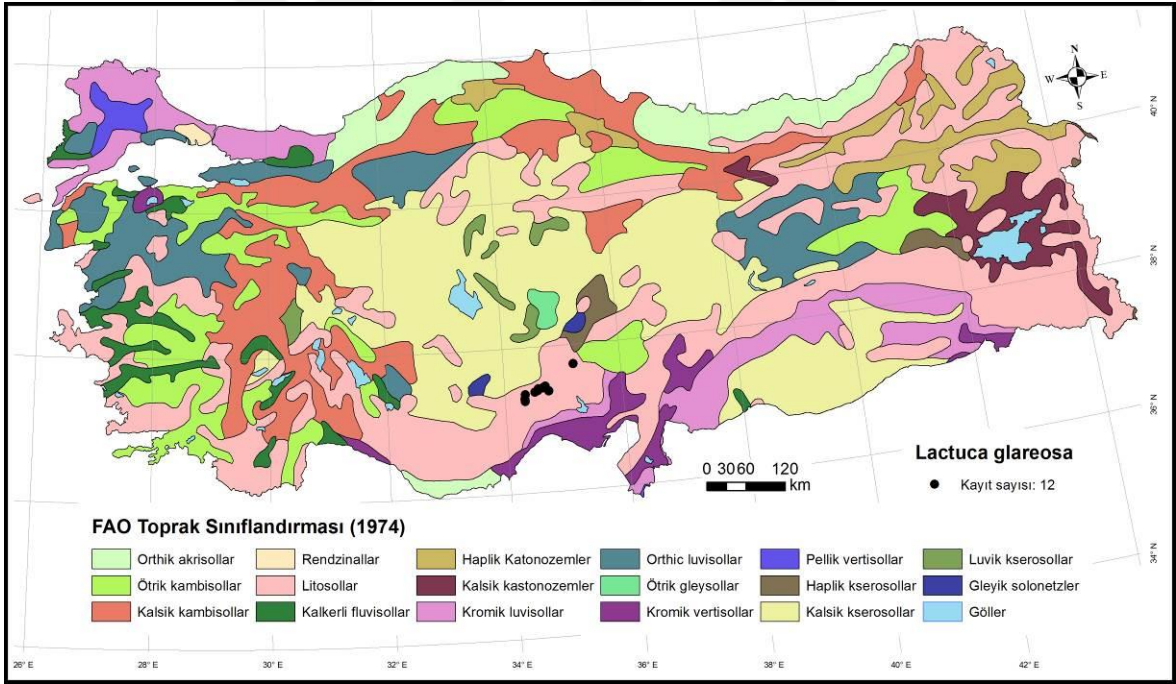 N
W E
S
40° N
38° N
36° N
34° N
0 30 60 120
km
Lactuca glareosa
Kayıt sayısı: 12
FAO Toprak Sınıflandırması (1974)
Orthik akrisollar
Rendzinallar
Haplik Katonozemler
Orthic luvisollar
Pellik vertisollar
Luvik kserosollar
Ötrik kambisollar
Litosollar
Kalsik kastonozemler
Ötrik gleysollar
Haplik kserosollar
Gleyik solonetzler
Kalsik kambisollar
Kalkerli fluvisollar
Kromik luvisollar
Kromik vertisollar
Kalsik kserosollar
Göller
26° E 28° E 30° E 32° E 34° E 36° E 38° E 40° E 42° E